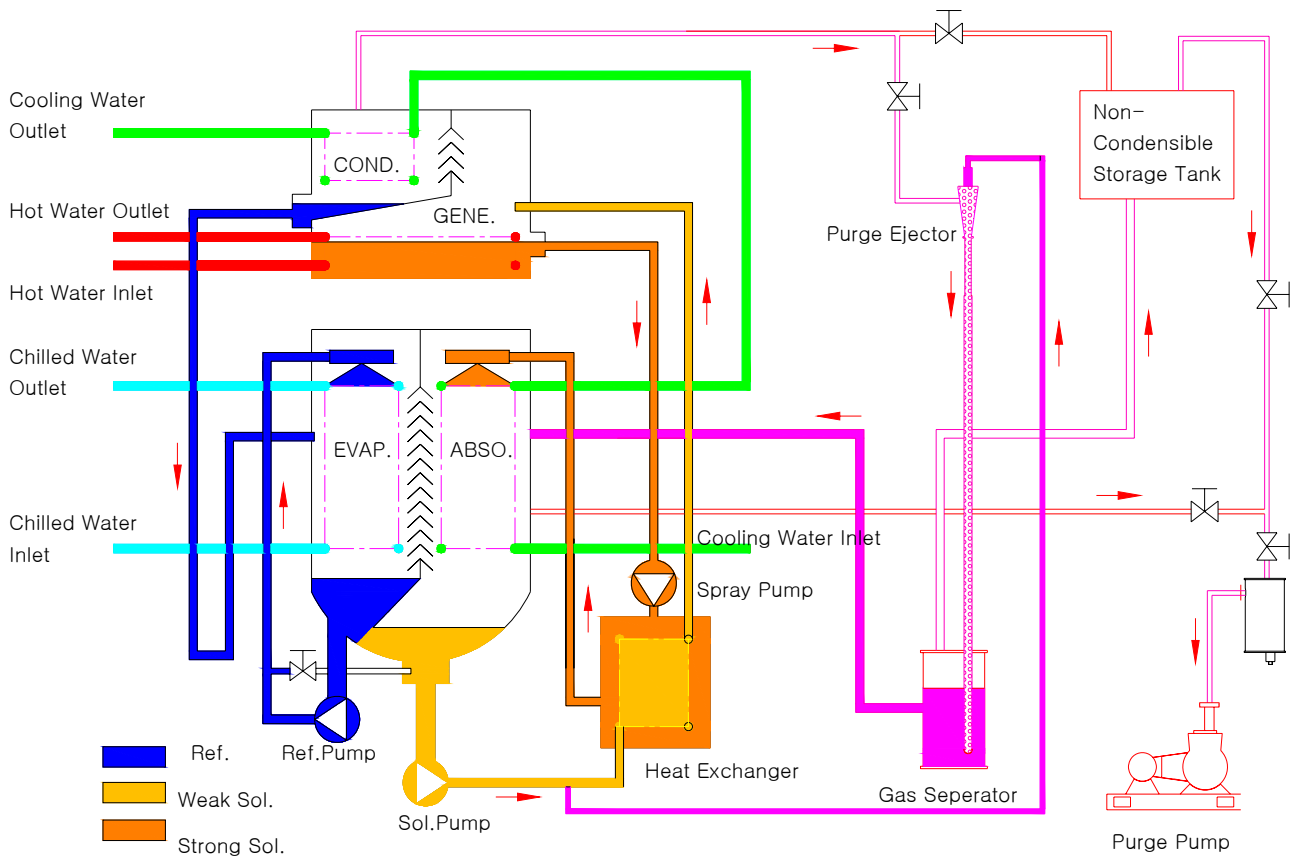 Cooling Water
Outlet
COND.
Hot Water Outlet
GENE.
Hot Water Inlet
Chilled Water
Outlet
EVAP.
ABSO.
Chilled Water
Inlet
Cooling Water Inlet
Spray Pump
Heat Exchanger
Ref.Pump
Sol.Pump
Ref.
Weak Sol.
Strong Sol.
Non-
Condensible
Storage Tank
Purge Ejector
Gas Seperator
Purge Pump